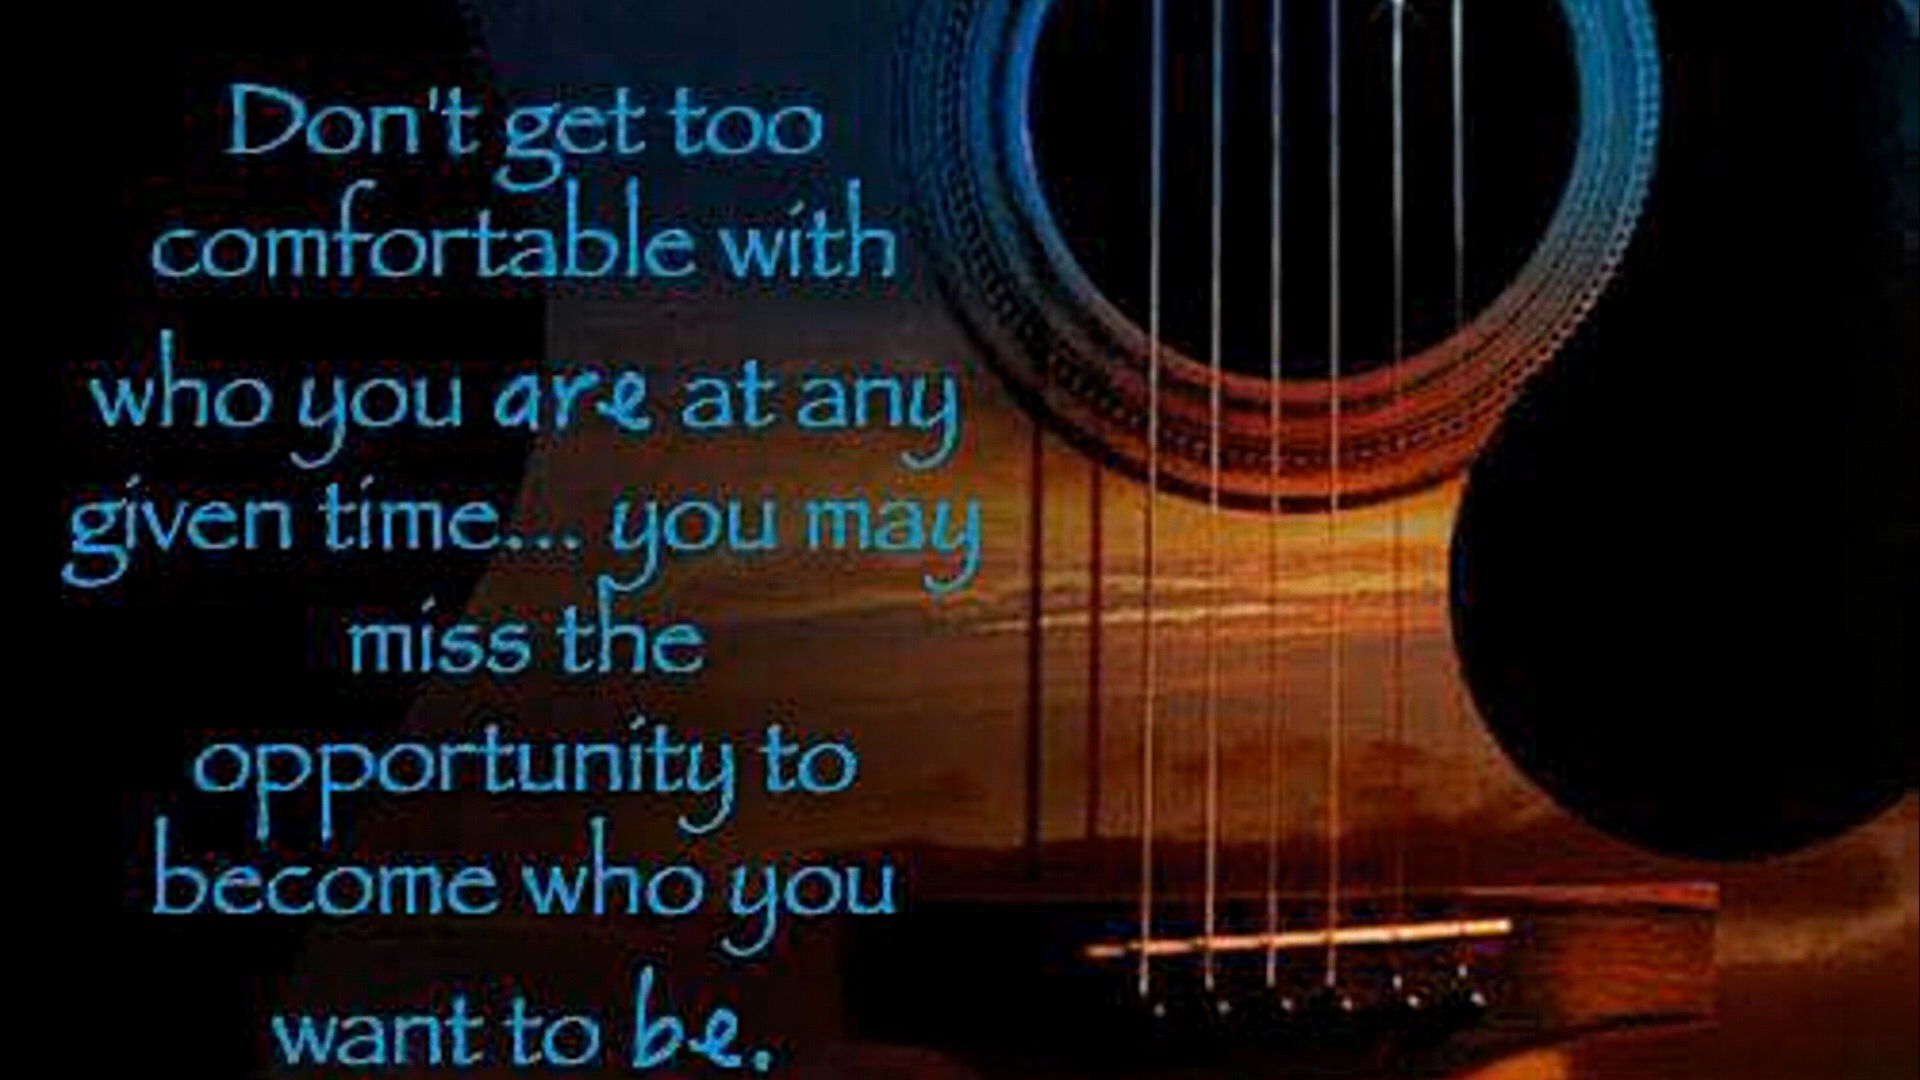 Don't get too
comfortable with
who you are at any
given time... you may
miss the
opportunity to
become who you
want to be.